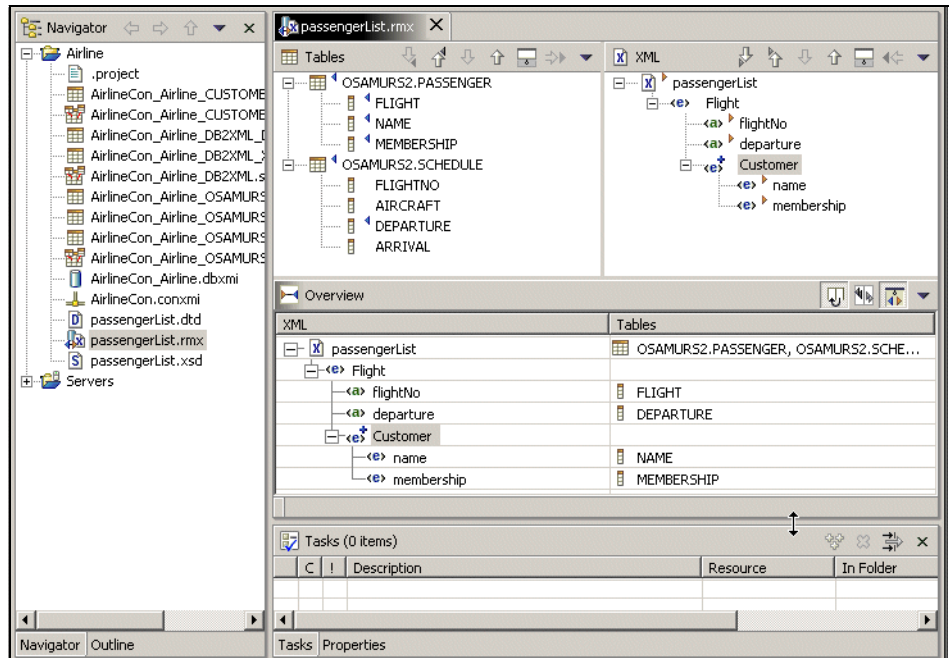 Navigator
Airline
.project
AirlineCon_Airline_CUSTOME
AirlineCon_Airline_CUSTOME
AirlineCon_Airline_DB2XML_
AirlineCon_Airline_DB2XML_
AirlineCon_Airline_DB2XML.s
AirlineCon_Airline_OSAMURS
AirlineCon_Airline_OSAMURS
AirlineCon_Airline_OSAMURS
AirlineCon_Airline_OSAMURS
AirlineCon_Airline.dbxmi
AirlineCon.conxmi
passengerList.dtd
passengerList.rmx
passengerList.xsd
Servers
Navigator Outline
passengerList.rmx
Tables
OSAMURS2.PASSENGER
FLIGHT
NAME
MEMBERSHIP
OSAMURS2.SCHEDULE
FLIGHTNO
AIRCRAFT
DEPARTURE
ARRIVAL
XML
passengerList
<e> Flight
<a> flightNo
<a> departure
<e> Customer
<e> name
<e> membership
Overview
XML Tables
passengerList OSAMURS2.PASSENGER, OSAMURS2.SCHE...
<e> Flight
<a> flightNo FLIGHT
<a> departure DEPARTURE
<e> Customer
<e> name NAME
<e> membership MEMBERSHIP
Tasks (0 items)
C ! Description Resource In Folder
Tasks Properties